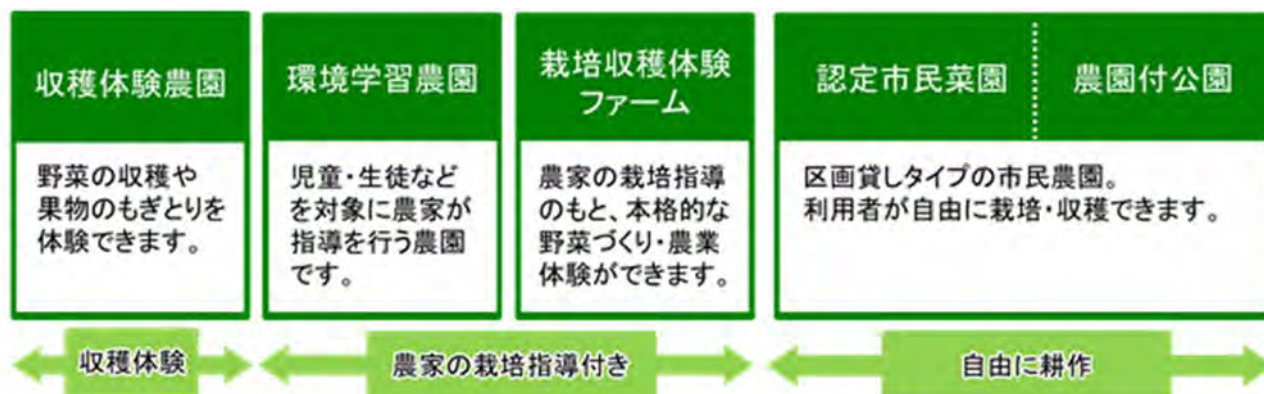 収穫体験農園
野菜の収穫や
果物のもぎとりを
体験できます。
環境学習農園
児童・生徒など
を対象に農家が
指導を行う農園
です。
栽培収穫体験
ファーム
農家の栽培指導
のもと、本格的な
野菜づくり・農業
体験ができます。
認定市民菜園
農園付公園
区画貸しタイプの市民農園。
利用者が自由に栽培・収穫できます。
収穫体験
農家の栽培指導付き
自由に耕作